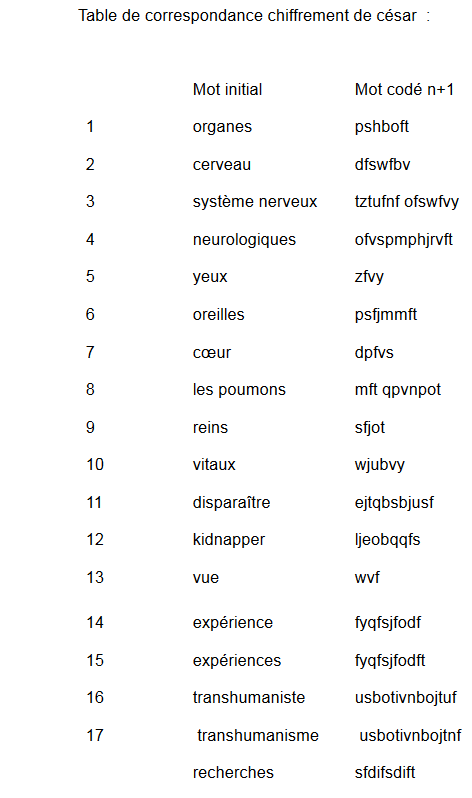 Table de correspondance chiffrement de césar  :
Mot initial Mot codé n+1
1 organes pshboft
2 cerveau dfswfbv
3 système nerveux tztufnf ofswfvy
4 neurologiques ofvspmphjrvft
5 yeux zfvy
6 oreilles psfjmmft
7 cœur dpfvs
8 les poumons mft qpvnpot
9 reins sfjot
10 vitaux wjubvy
11 disparaître ejtqbsbjusf
12 kidnapper ljeobqqfs
13 vue wvf
14 expérience fyqfsjfodf
15 expériences fyqfsjfodft
16 transhumaniste usbotivnbojtuf
17 transhumanisme usbotivnbojtnf
recherches sfdifsdift